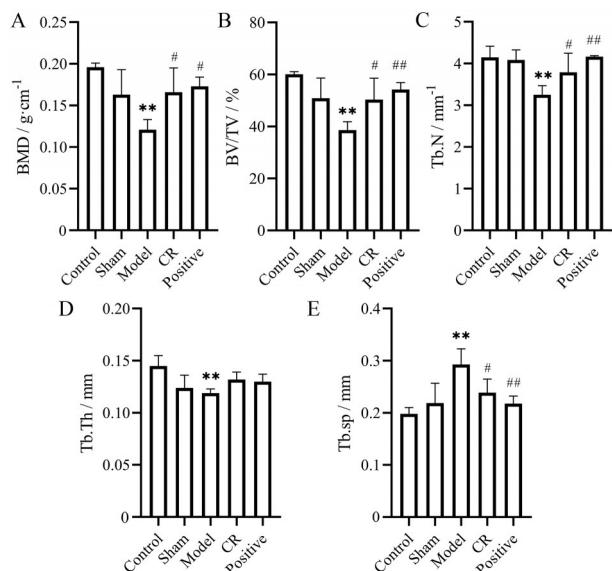 A
BMD / g·cm⁻¹
0.20
0.15
0.10
0.05
0
**
#
#
Control
Sham
Model
CR
Positive
B
BV/TV / %
80
60
40
20
0
**
#
##
Control
Sham
Model
CR
Positive
C
Tb.N / mm⁻¹
5
4
3
2
1
0
**
#
##
Control
Sham
Model
CR
Positive
D
Tb.Th / mm
0.20
0.15
0.10
0.05
0
**
Control
Sham
Model
CR
Positive
E
Tb.sp / mm
0.4
0.3
0.2
0.1
0
**
#
##
Control
Sham
Model
CR
Positive